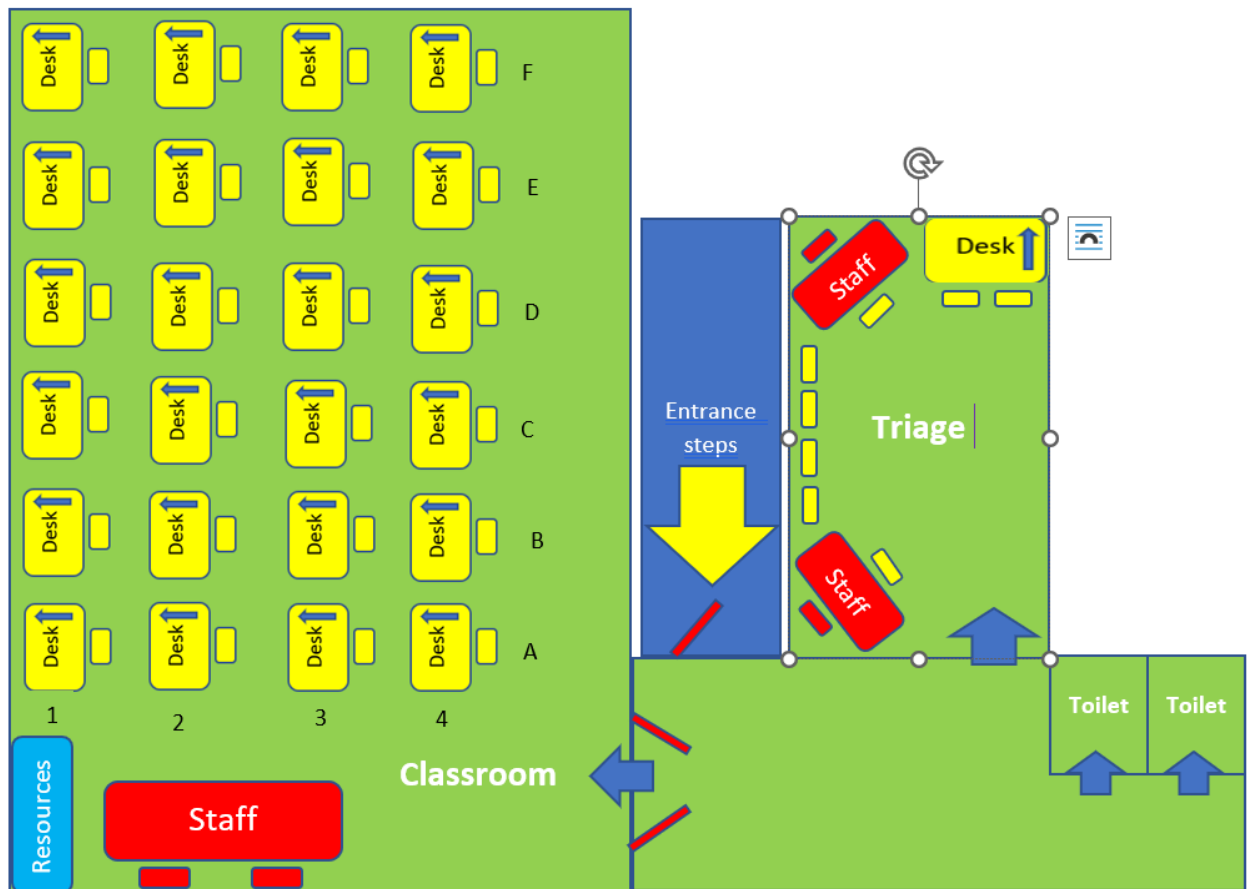 Desk Desk Desk Desk F
Desk Desk Desk Desk E
Desk Desk Desk Desk D
Desk Desk Desk Desk C
Desk Desk Desk Desk B
Desk Desk Desk Desk A
1 2 3 4
Resources
Staff
Classroom
Entrance
steps
Staff
Desk
Triage
Staff
Toilet
Toilet